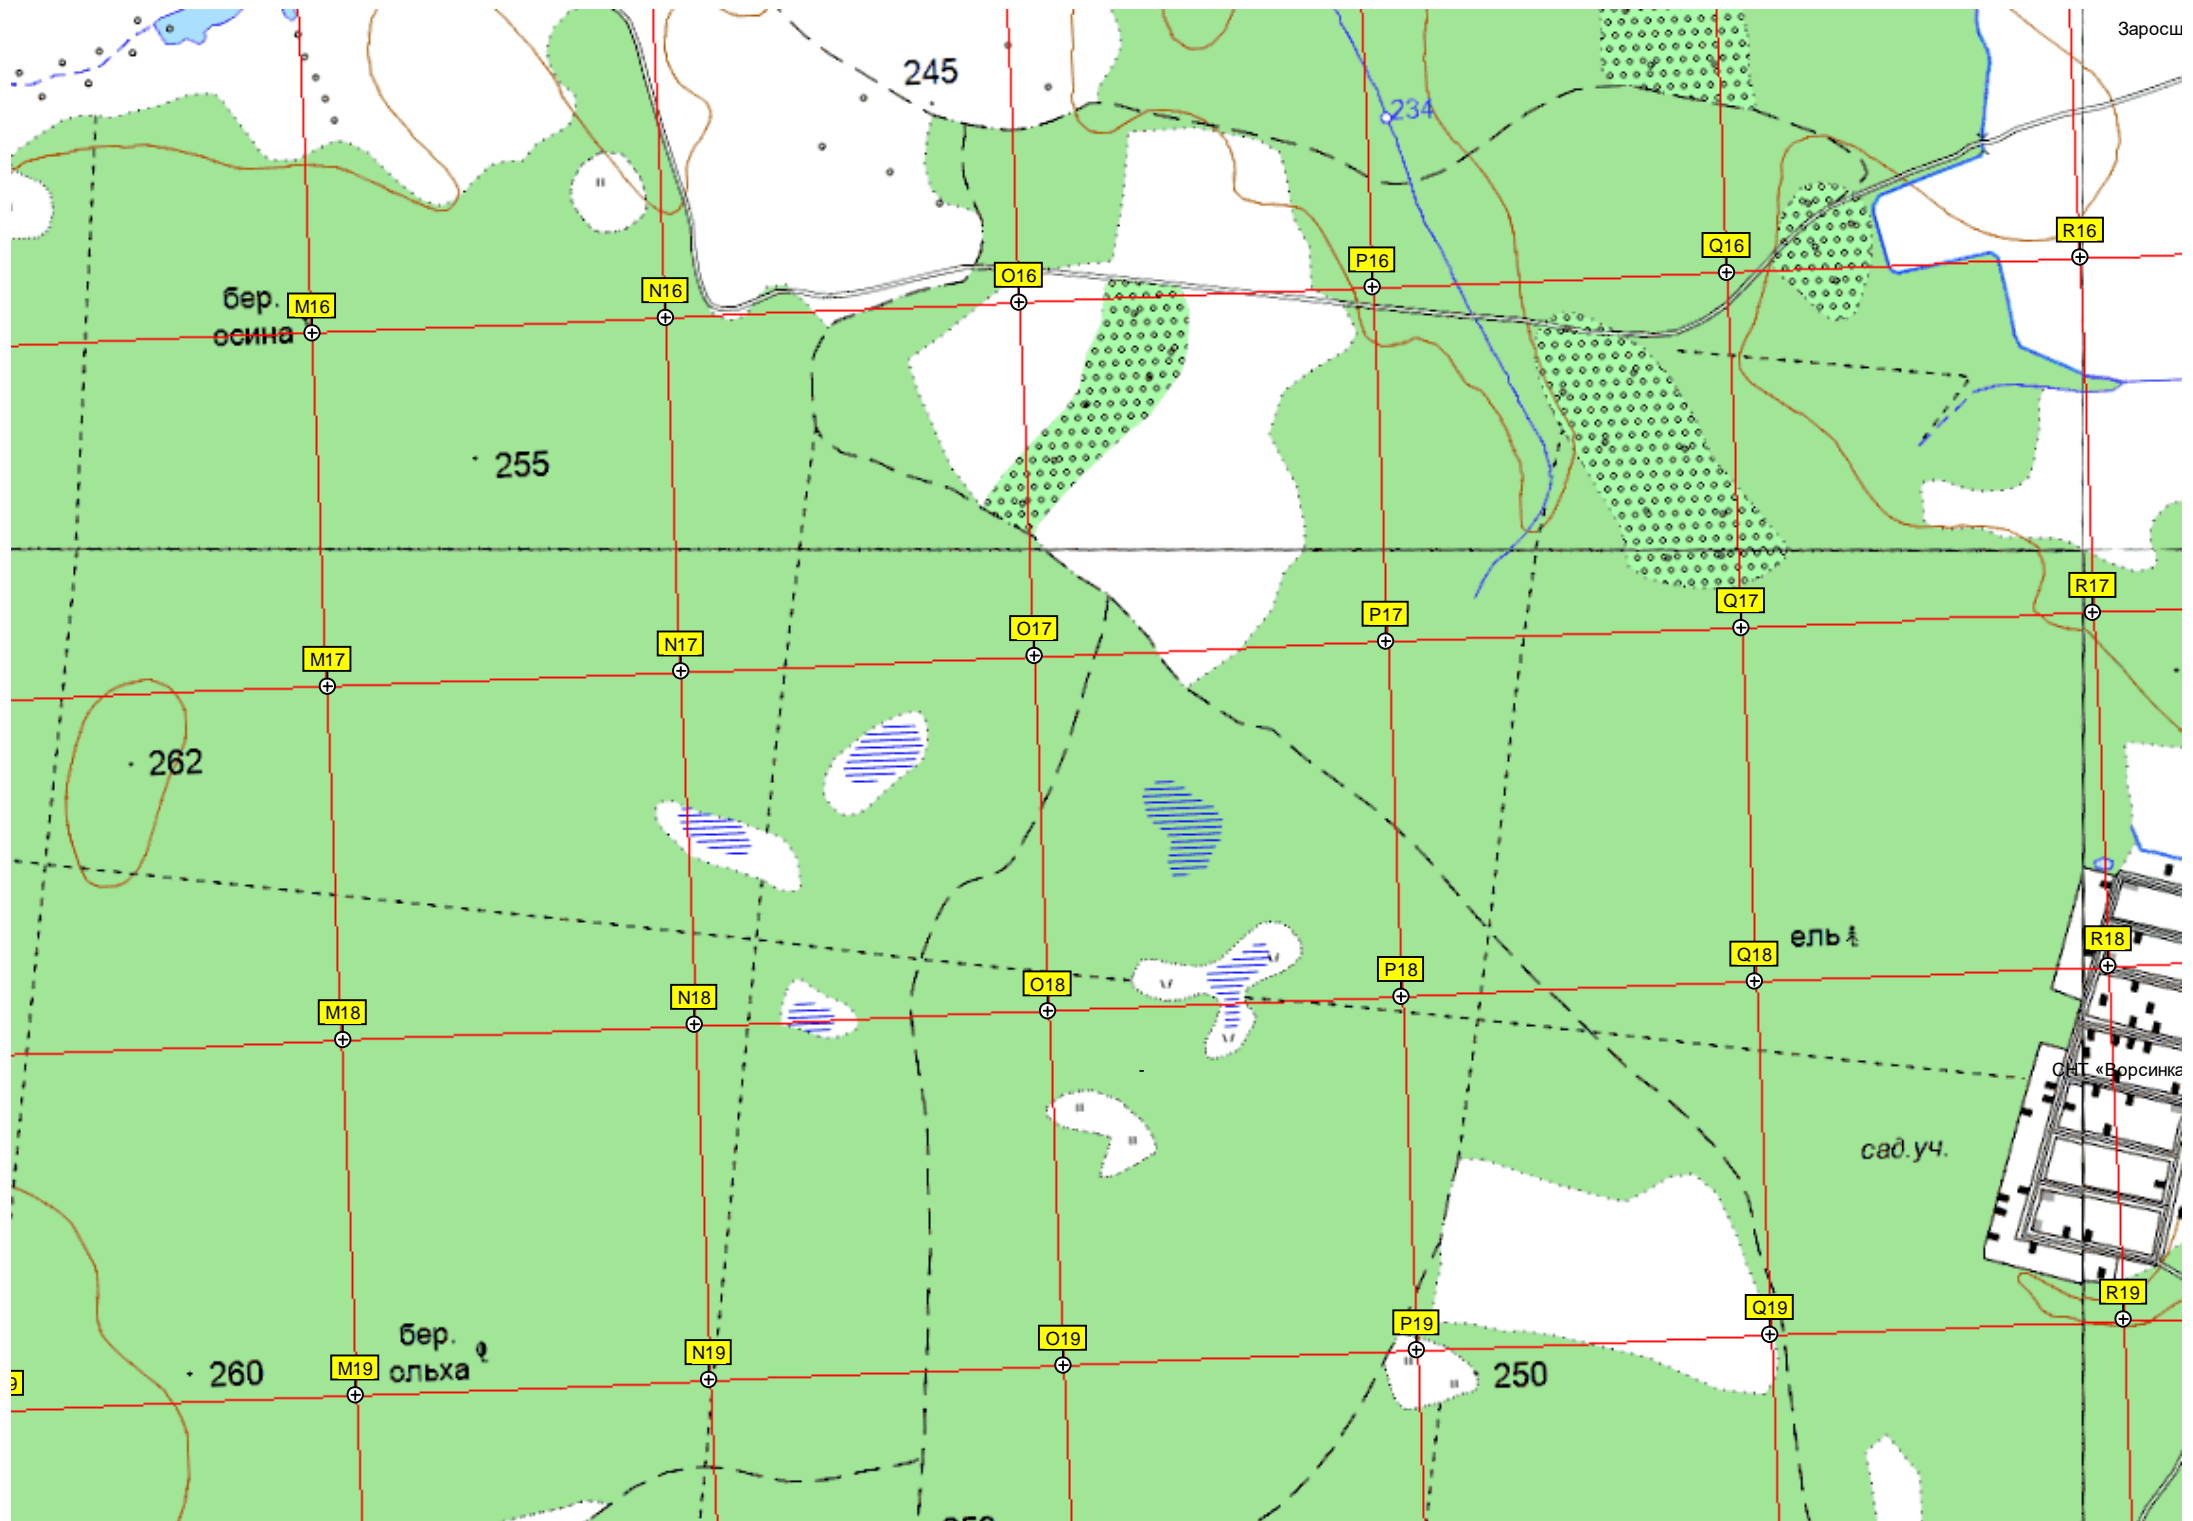 Заросш
245
234
R16
Q16
P16
O16
N16
M16
бер.
осина
255
R17
Q17
P17
O17
N17
M17
262
ель
R18
Q18
P18
O18
N18
M18
СНТ «Ворсинка
сад.уч.
R19
Q19
P19
O19
N19
M19
бер.
ольха
9
260
250